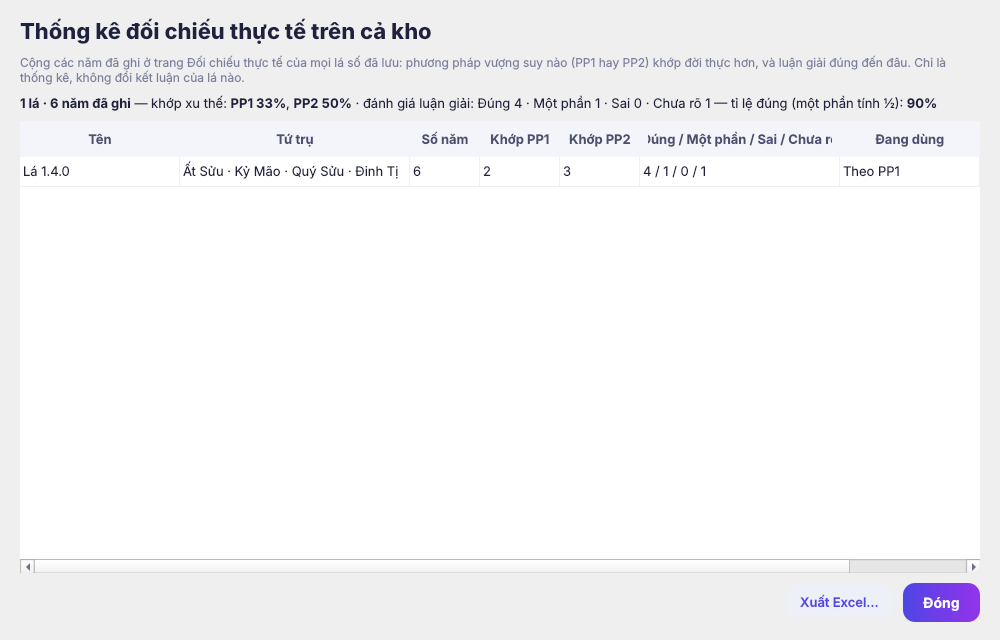 Thống kê đối chiếu thực tế trên cả kho
Cộng các năm đã ghi ở trang Đối chiếu thực tế của mọi lá số đã lưu: phương pháp vượng suy nào (PP1 hay PP2) khớp đời thực hơn, và luận giải đúng đến đâu. Chỉ là
thống kê, không đổi kết luận của lá nào.
1 lá · 6 năm đã ghi — khớp xu thế: PP1 33%, PP2 50% · đánh giá luận giải: Đúng 4 · Một phần 1 · Sai 0 · Chưa rõ 1 — tỉ lệ đúng (một phần tính ½): 90%
Tên Tứ trụ Số năm Khớp PP1 Khớp PP2 / Một phần / Sai / Chưa Đang dùng
Lá 1.4.0 Ất Sửu · Kỷ Mão · Quý Sửu · Đinh Tị 6 2 3 4 / 1 / 0 / 1 Theo PP1
Xuất Excel... Đóng